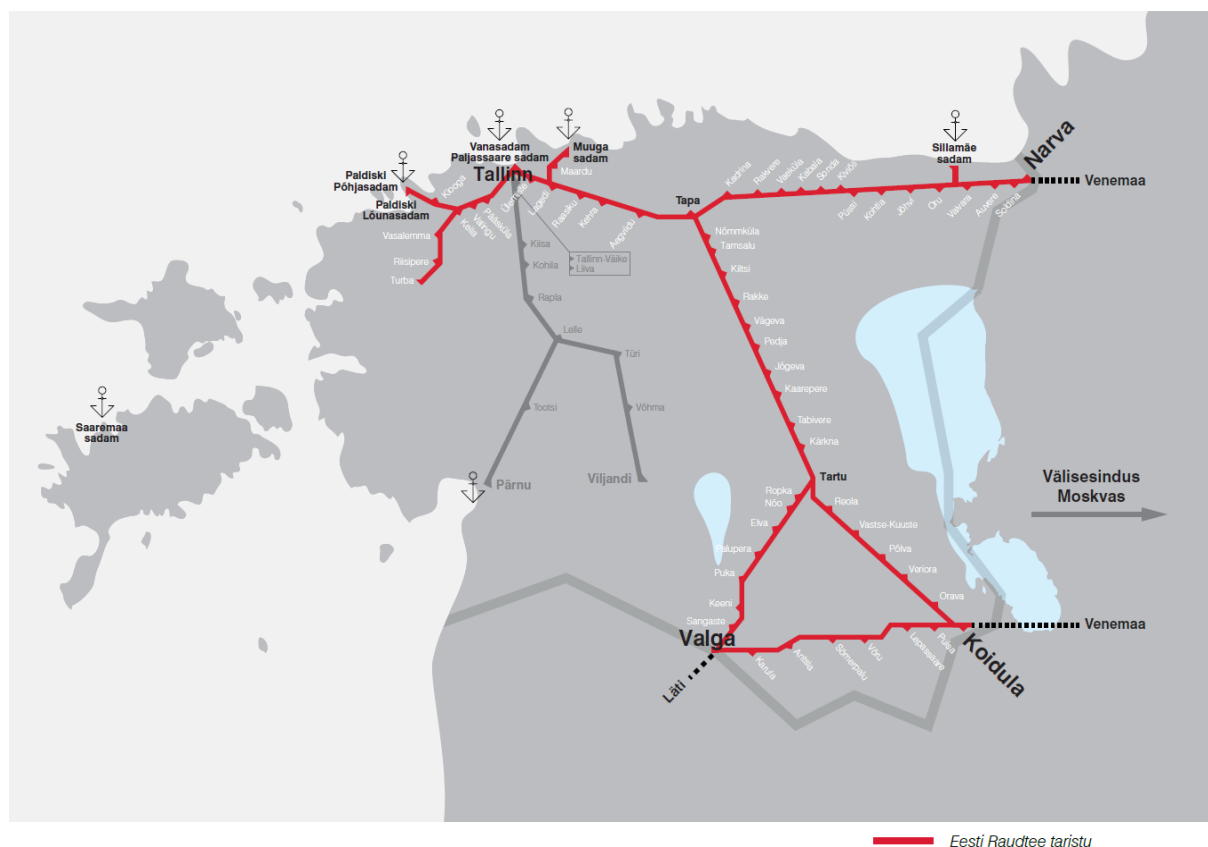 Vanasadam
Paljassaare sadam
Tallinn
Muuga
sadam
Maardu
Paldiski
Põhjasadam
Paldiski
Lõunasadam
Klooga
Vasalemma
Riisipere
Turba
Keila
Valingu
Pääsküla
Ülemiste
Lagedi
Raasiku
Kehra
Aegviidu
Tapa
Kadrina
Rakvere
Vaeküla
Kabala
Sonda
Kiviõli
Püssi
Kohtla
Jõhvi
Oru
Vaivara
Auvere
Soldina
Sillamäe
sadam
Narva
Venemaa
Kiisa
Kohila
Tallinn-Väike
Liiva
Rapla
Lelle
Türi
Tootsi
Võhma
Pärnu
Viljandi
Saaremaa
sadam
Nõmmküla
Tamsalu
Kiltsi
Rakke
Vägeva
Pedja
Jõgeva
Kaarepere
Tabivere
Kärkna
Tartu
Ropka
Nõo
Elva
Palupera
Puka
Keeni
Sangaste
Valga
Läti
Reola
Vastse-Kuuste
Põlva
Veriora
Orava
Karula
Antsla
Sõmerpalu
Võru
Lepassaare
Piusa
Koidula
Venemaa
Välisesindus
Moskvas
Eesti Raudtee taristu